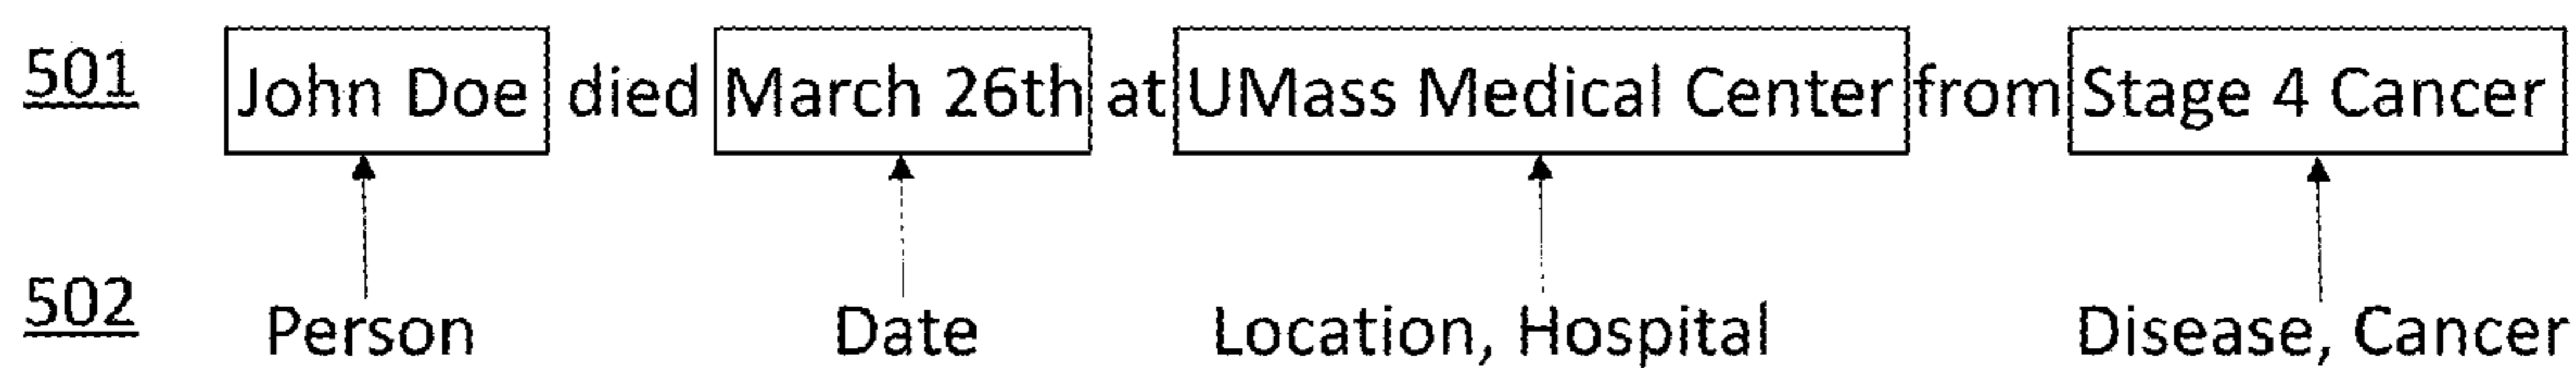 501 John Doe died March 26th at UMass Medical Center from Stage 4 Cancer
502 Person Date Location, Hospital Disease, Cancer